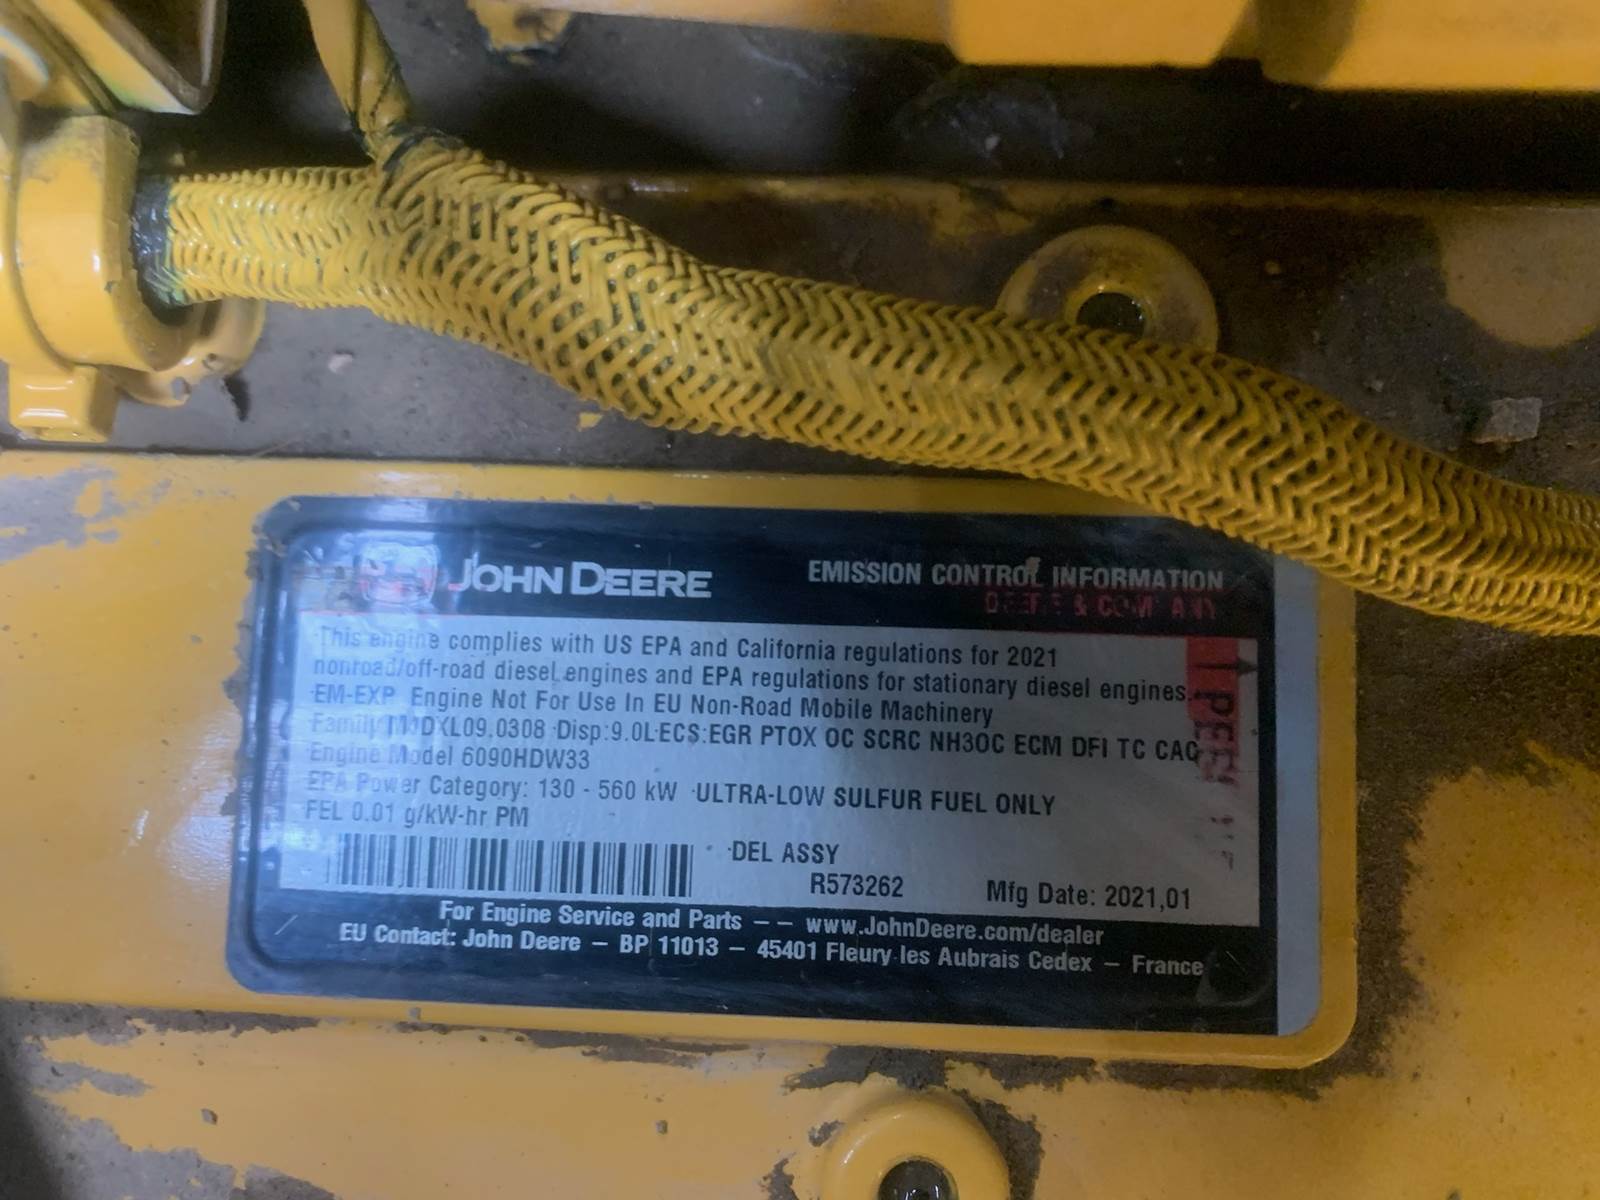 JOHN DEERE
EMISSION CONTROL INFORMATION
DEERE & COMPANY
This engine complies with US EPA and California regulations for 2021
nonroad/off-road diesel engines and EPA regulations for stationary diesel engines.
EM-EXP Engine Not For Use In EU Non-Road Mobile Machinery
Family MJDXL09.0308 Disp:9.0L ECS:EGR PTOX OC SCRC NH3OC ECM DFI TC CAC
Engine Model 6090HDW33
EPA Power Category: 130 - 560 kW ULTRA-LOW SULFUR FUEL ONLY
FEL 0.01 g/kW-hr PM
DEL ASSY
R573262
Mfg Date: 2021,01
For Engine Service and Parts – – www.JohnDeere.com/dealer
EU Contact: John Deere – BP 11013 – 45401 Fleury les Aubrais Cedex – France